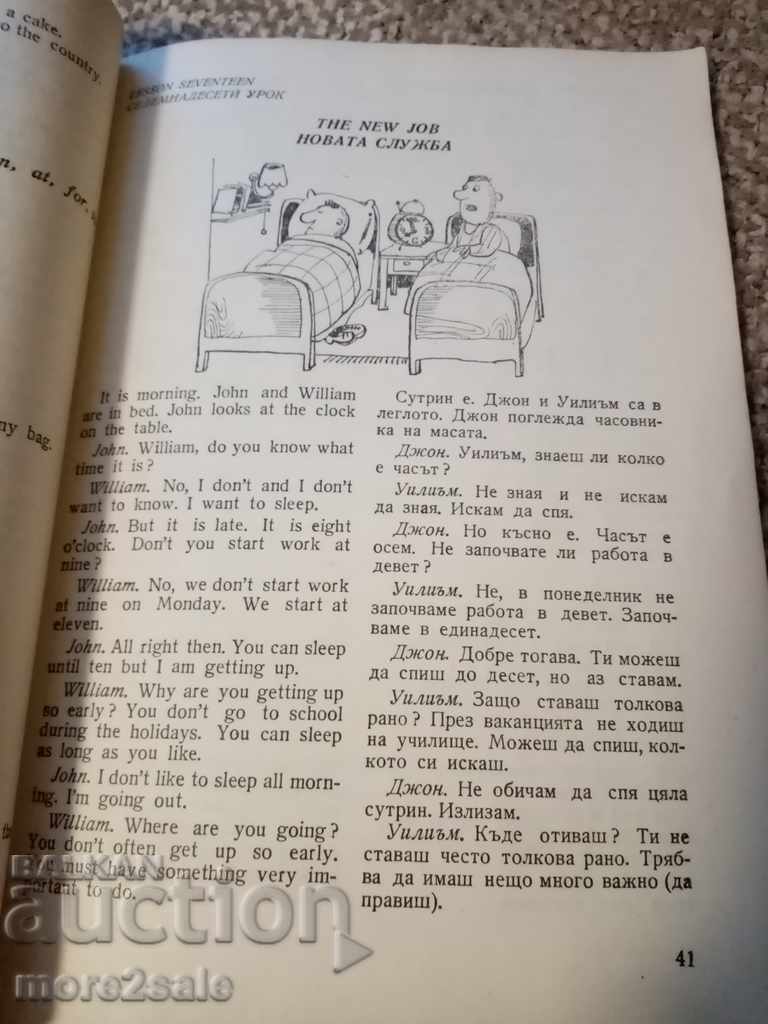 a cake.
to the country.
at, for,
my bag.
LESSON SEVENTEEN
СЕДЕМНАДЕСЕТИ УРОК
THE NEW JOB
НОВАТА СЛУЖБА
It is morning. John and William
are in bed. John looks at the clock
on the table.
John. William, do you know what
time it is?
William. No, I don't and I don't
want to know. I want to sleep.
John. But it is late. It is eight
o'clock. Don't you start work at
nine?
William. No, we don't start work
at nine on Monday. We start at
eleven.
John. All right then. You can sleep
until ten but I am getting up.
William. Why are you getting up
so early? You don't go to school
during the holidays. You can sleep
as long as you like.
John. I don't like to sleep all morn-
ing. I'm going out.
William. Where are you going?
You don't often get up so early.
You must have something very im-
portant to do.
Сутрин е. Джон и Уилиъм са в
леглото. Джон поглежда часовни-
ка на масата.
Джон. Уилиъм, знаеш ли колко
е часът?
Уилиъм. Не зная и не искам
да зная. Искам да спя.
Джон. Но късно е. Часът е
осем. Не започвате ли работа в
девет?
Уилиъм. Не, в понеделник не
започваме работа в девет. Започ-
ваме в единадесет.
Джон. Добре тогава. Ти можеш
да спиш до десет, но аз ставам.
Уилиъм. Защо ставаш толкова
рано? През ваканцията не ходиш
на училище. Можеш да спиш, кол-
кото си искаш.
Джон. Не обичам да спя цяла
сутрин. Излизам.
Уилиъм. Къде отиваш? Ти не
ставаш често толкова рано. Тряб-
ва да имаш нещо много важно (да
правиш).
41
BALKAN
auction
more2sale